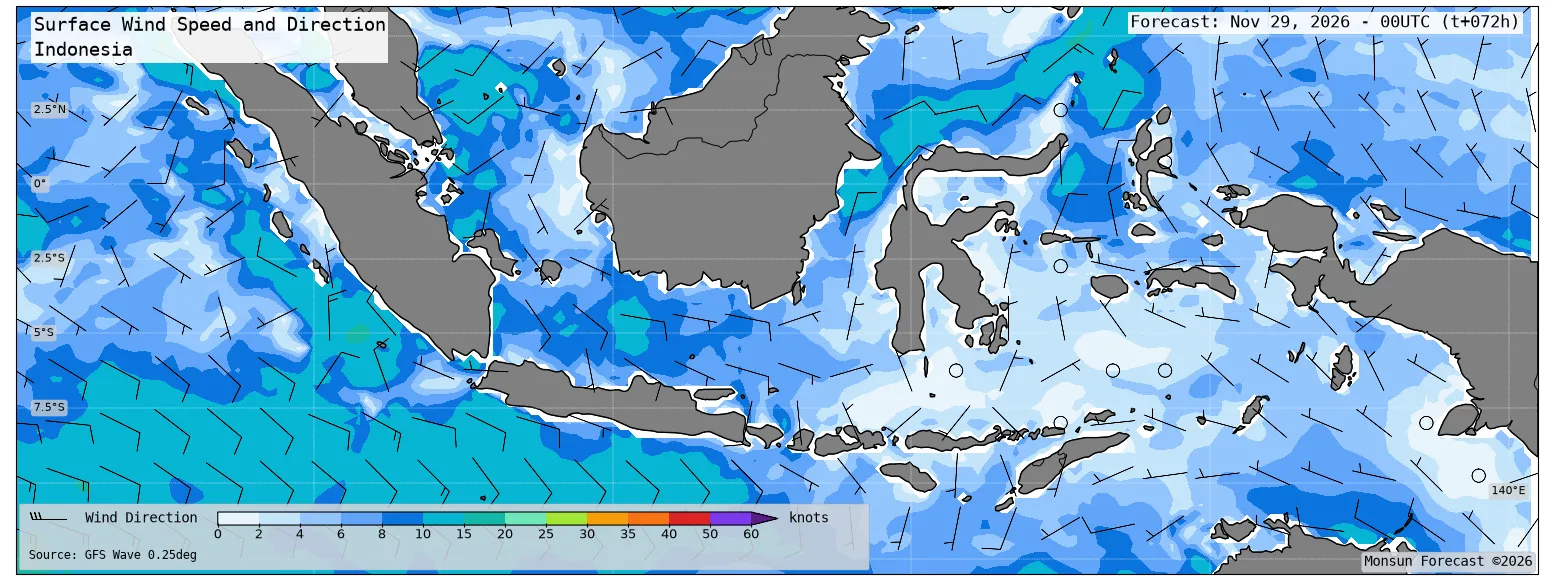 Surface Wind Speed and Direction
Indonesia
Forecast: Nov 29, 2026 - 00UTC (t+072h)
2.5°N
0°
2.5°S
5°S
7.5°S
140°E
Wind Direction
0 2 4 6 8 10 15 20 25 30 35 40 50 60
knots
Source: GFS Wave 0.25deg
Monsun Forecast ©2026